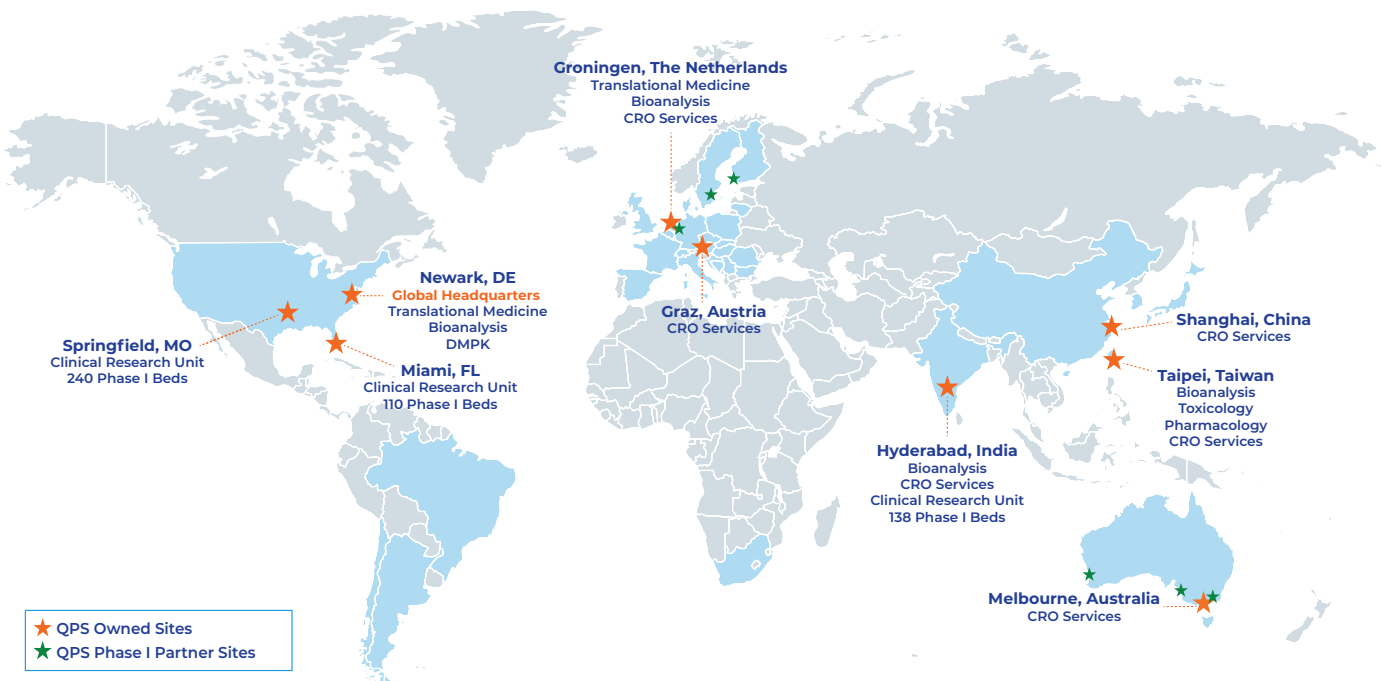 Groningen, The Netherlands
Translational Medicine
Bioanalysis
CRO Services
Newark, DE
Global Headquarters
Translational Medicine
Bioanalysis
DMPK
Springfield, MO
Clinical Research Unit
240 Phase I Beds
Miami, FL
Clinical Research Unit
110 Phase I Beds
Graz, Austria
CRO Services
Shanghai, China
CRO Services
Taipei, Taiwan
Bioanalysis
Toxicology
Pharmacology
CRO Services
Hyderabad, India
Bioanalysis
CRO Services
Clinical Research Unit
138 Phase I Beds
Melbourne, Australia
CRO Services
QPS Owned Sites
QPS Phase I Partner Sites